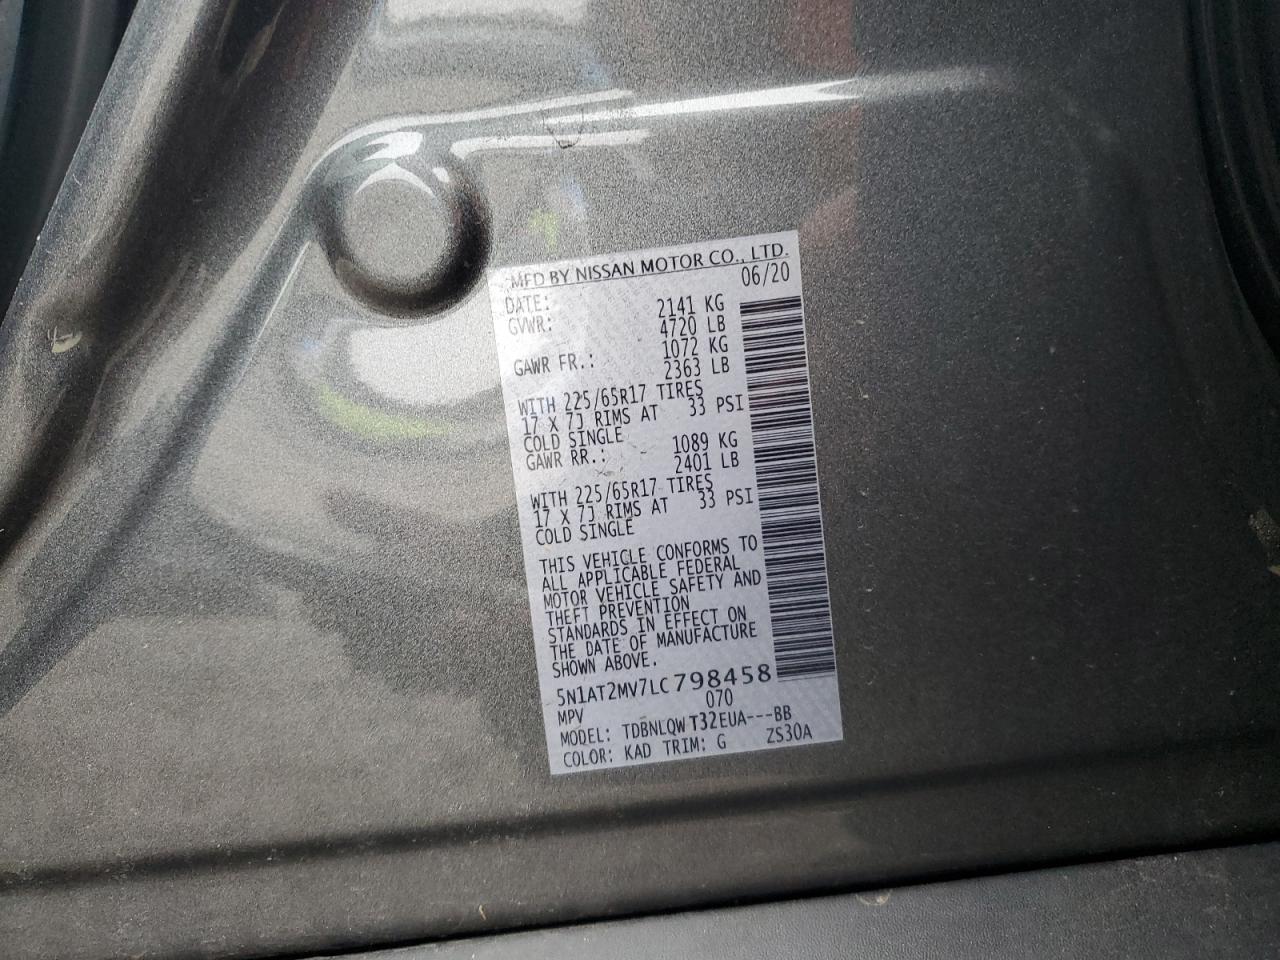 MFD BY NISSAN MOTOR CO., LTD.
DATE: 06/20
GVWR: 2141 KG
4720 LB
GAWR FR.: 1072 KG
2363 LB
WITH 225/65R17 TIRES
17 X 7J RIMS AT 33 PSI
COLD SINGLE
GAWR RR.: 1089 KG
2401 LB
WITH 225/65R17 TIRES
17 X 7J RIMS AT 33 PSI
COLD SINGLE
THIS VEHICLE CONFORMS TO
ALL APPLICABLE FEDERAL
MOTOR VEHICLE SAFETY AND
THEFT PREVENTION
STANDARDS IN EFFECT ON
THE DATE OF MANUFACTURE
SHOWN ABOVE.
5N1AT2MV7LC798458
MPV 070
MODEL: TDBNLQWT32EUA---BB
COLOR: KAD TRIM: G ZS30A